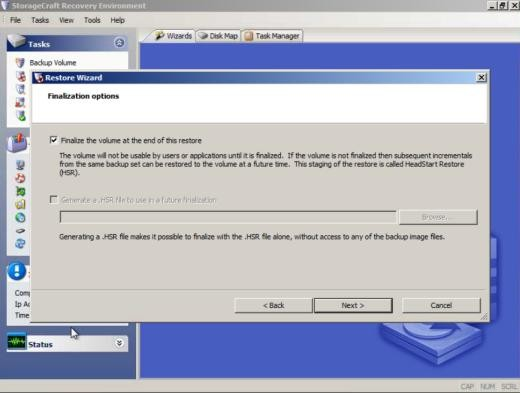 StorageCraft Recovery Environment
File Tasks View Tools Help
Tasks
Wizards Disk Map Task Manager
Backup Volume
Restore Wizard
Finalization options
Finalize the volume at the end of this restore
The volume will not be usable by users or applications until it is finalized. If the volume is not finalized then subsequent incrementals
from the same backup set can be restored to the volume at a future time. This staging of the restore is called HeadStart Restore
(HSR).
Generate a .HSR file to use in a future finalization
Browse...
Generating a .HSR file makes it possible to finalize with the .HSR file alone, without access to any of the backup image files.
Ip
Time
< Back Next > Cancel
Status
CAP NUM SCRL